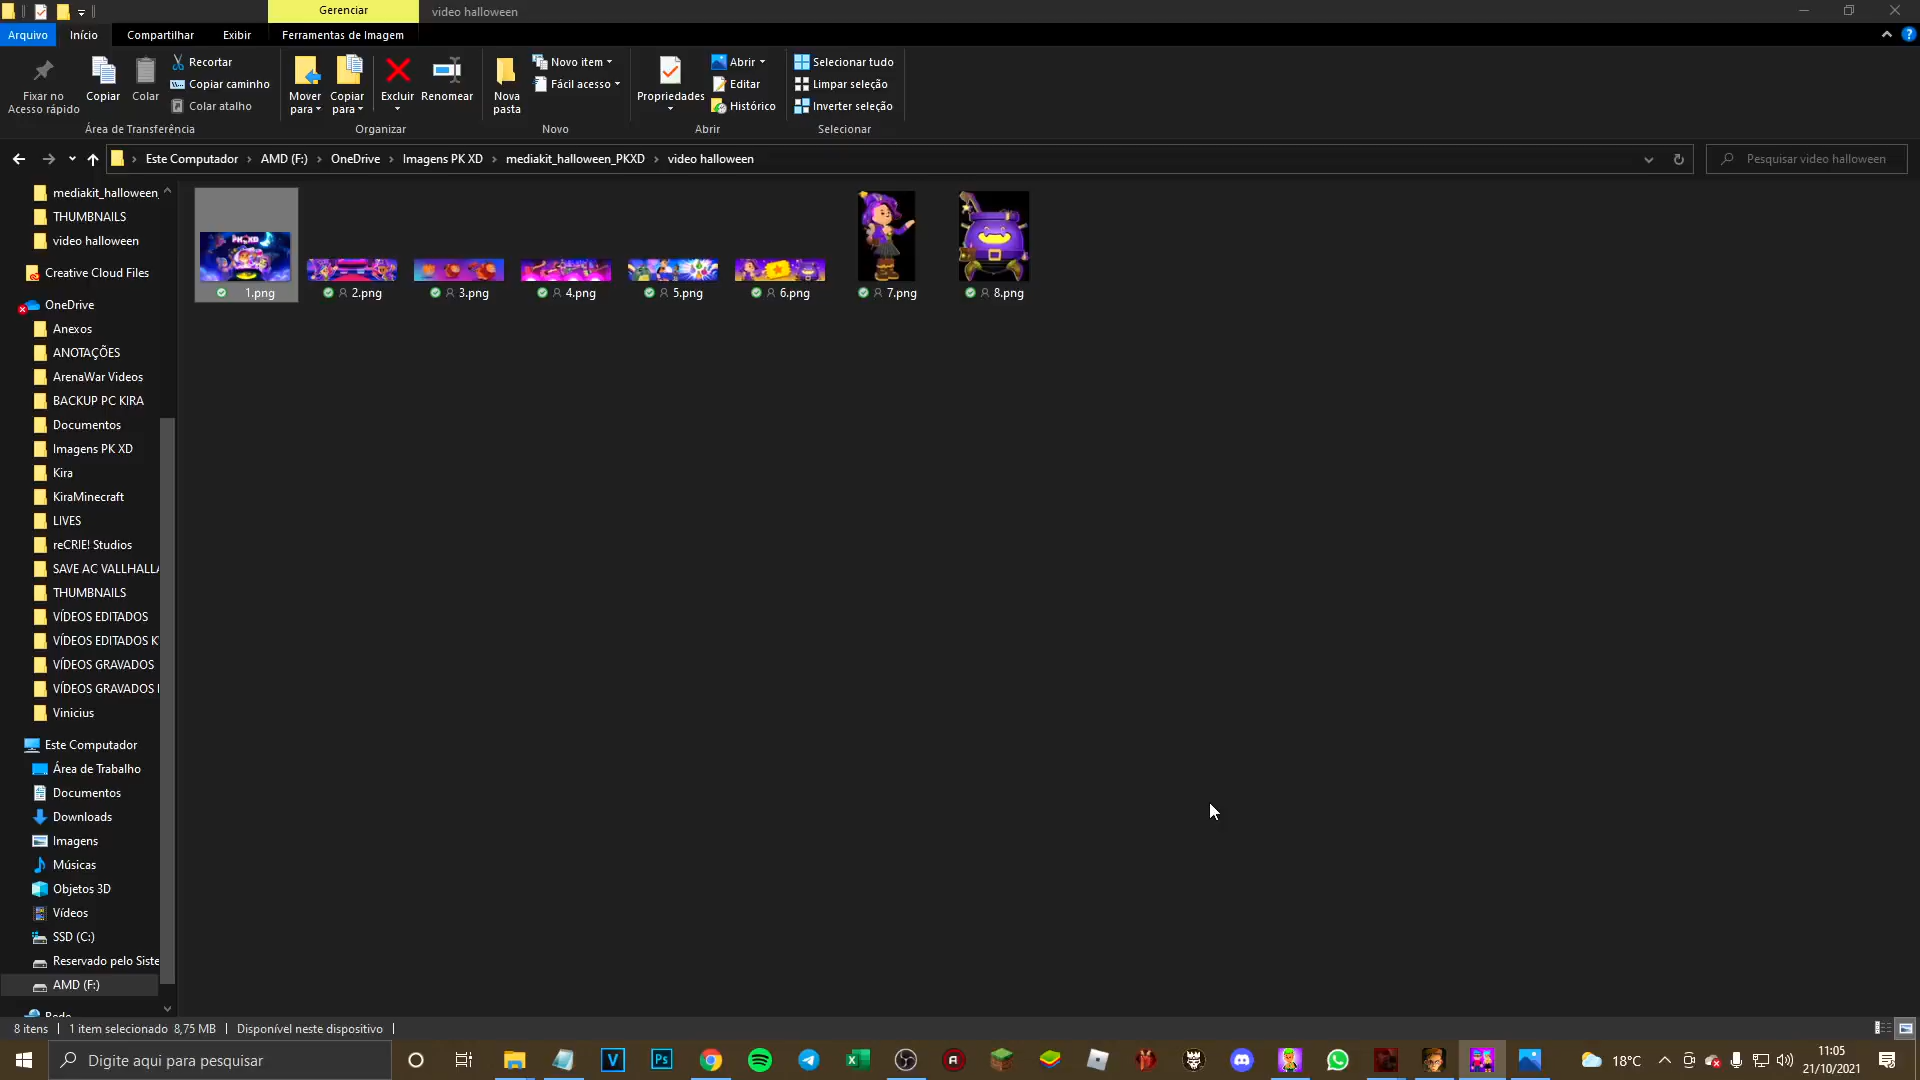 Gerenciar
video halloween
Arquivo
Início
Compartilhar
Exibir
Ferramentas de Imagem
Fixar no
Acesso rápido
Copiar
Colar
Recortar
Copiar caminho
Colar atalho
Área de Transferência
Mover
para
Copiar
para
Excluir
Renomear
Organizar
Nova
pasta
Novo item
Fácil acesso
Novo
Propriedades
Abrir
Editar
Histórico
Abrir
Selecionar tudo
Limpar seleção
Inverter seleção
Selecionar
Este Computador
AMD (F:)
OneDrive
Imagens PK XD
mediakit_halloween_PKXD
video halloween
Pesquisar video halloween
mediakit_halloween_
THUMBNAILS
video halloween
Creative Cloud Files
OneDrive
Anexos
ANOTAÇÕES
ArenaWar Videos
BACKUP PC KIRA
Documentos
Imagens PK XD
Kira
KiraMinecraft
LIVES
reCRIE! Studios
SAVE AC VALLHALLA
THUMBNAILS
VÍDEOS EDITADOS
VÍDEOS EDITADOS K
VÍDEOS GRAVADOS
VÍDEOS GRAVADOS
Vinicius
Este Computador
Área de Trabalho
Documentos
Downloads
Imagens
Músicas
Objetos 3D
Vídeos
SSD (C:)
Reservado pelo Siste
AMD (F:)
Rede
PK XD
1.png
2.png
3.png
4.png
5.png
6.png
7.png
8.png
8 itens
1 item selecionado 8,75 MB
Disponível neste dispositivo
Digite aqui para pesquisar
V
Ps
18°C
11:05
21/10/2021